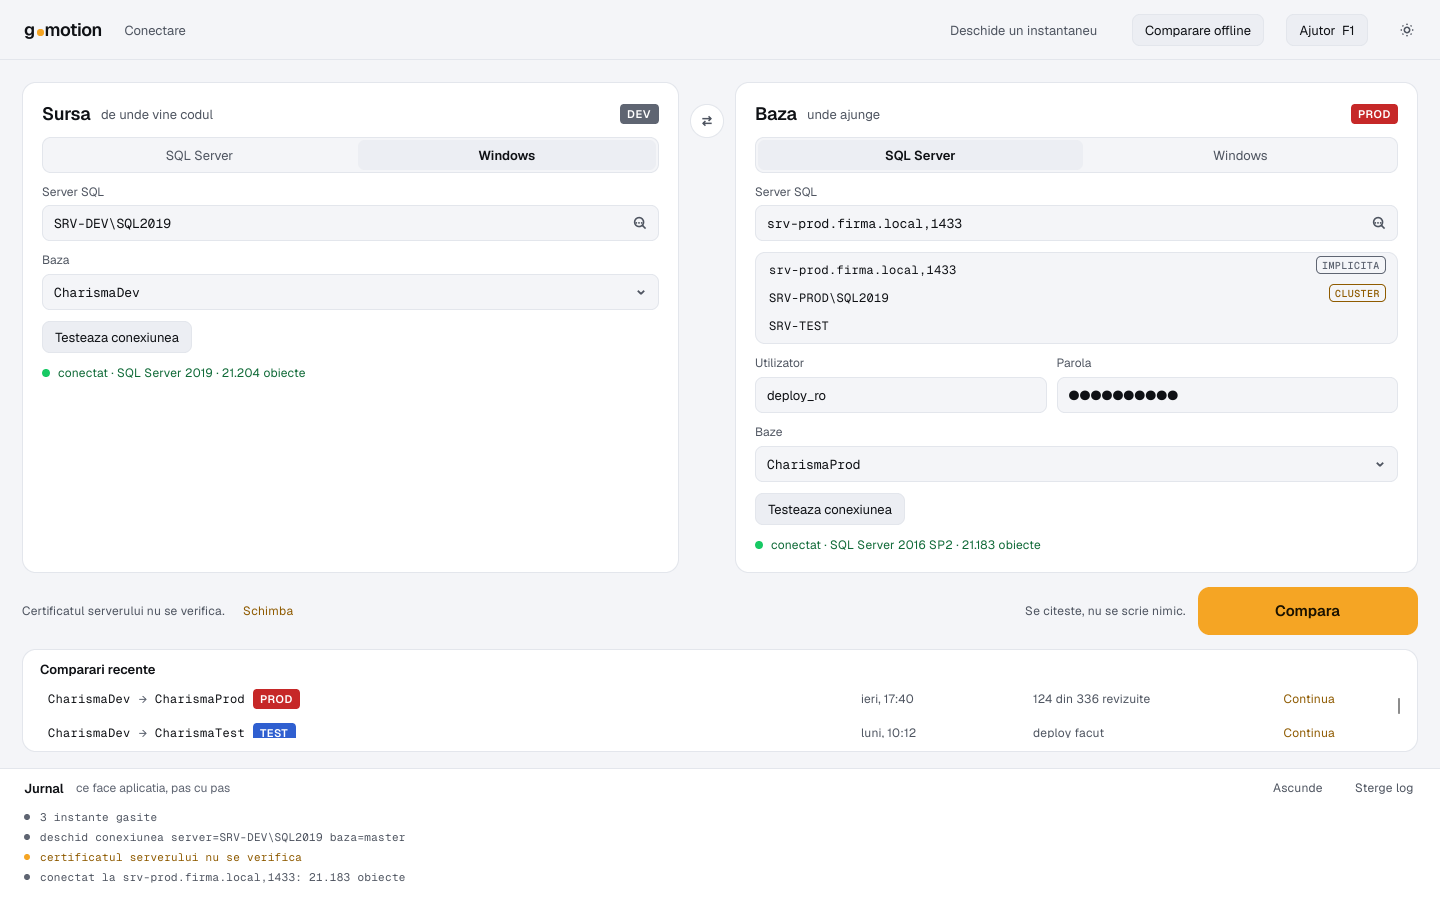 g●motion Conectare Deschide un instantaneu Comparare offline Ajutor F1
Sursa de unde vine codul DEV
SQL Server Windows
Server SQL
SRV-DEV\SQL2019
Baza
CharismaDev
Testeaza conexiunea
conectat · SQL Server 2019 · 21.204 obiecte
Baza unde ajunge PROD
SQL Server Windows
Server SQL
srv-prod.firma.local,1433
srv-prod.firma.local,1433 IMPLICITA
SRV-PROD\SQL2019 CLUSTER
SRV-TEST
Utilizator Parola
deploy_ro ●●●●●●●●●●
Baze
CharismaProd
Testeaza conexiunea
conectat · SQL Server 2016 SP2 · 21.183 obiecte
Certificatul serverului nu se verifica. Schimba Se citeste, nu se scrie nimic. Compara
Comparari recente
CharismaDev → CharismaProd PROD ieri, 17:40 124 din 336 revizuite Continua
CharismaDev → CharismaTest TEST luni, 10:12 deploy facut Continua
Jurnal ce face aplicatia, pas cu pas Ascunde Sterge log
3 instante gasite
deschid conexiunea server=SRV-DEV\SQL2019 baza=master
certificatul serverului nu se verifica
conectat la srv-prod.firma.local,1433: 21.183 obiecte